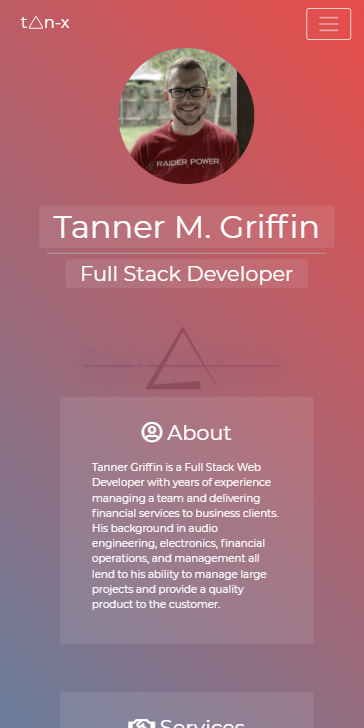 t△n-x
RAIDER POWER
Tanner M. Griffin
Full Stack Developer
About
Tanner Griffin is a Full Stack Web
Developer with years of experience
managing a team and delivering
financial services to business clients.
His background in audio
engineering, electronics, financial
operations, and management all
lend to his ability to manage large
projects and provide a quality
product to the customer.
Services